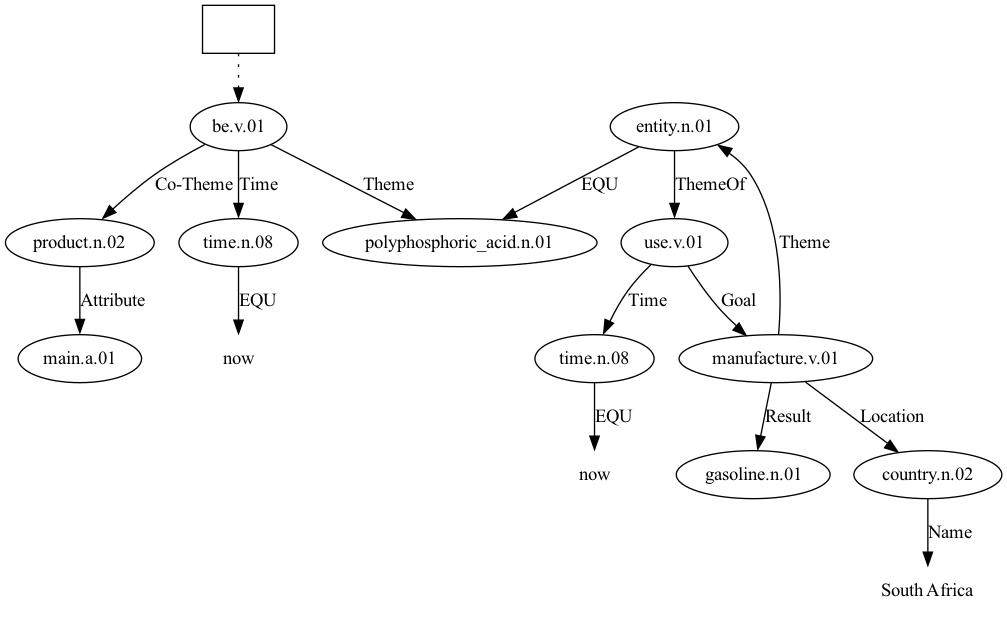 be.v.01
entity.n.01
Co-Theme
Time
Theme
EQU
ThemeOf
product.n.02
time.n.08
polyphosphoric_acid.n.01
use.v.01
Theme
Attribute
EQU
Time
Goal
main.a.01
now
time.n.08
manufacture.v.01
EQU
Result
Location
now
gasoline.n.01
country.n.02
Name
South Africa